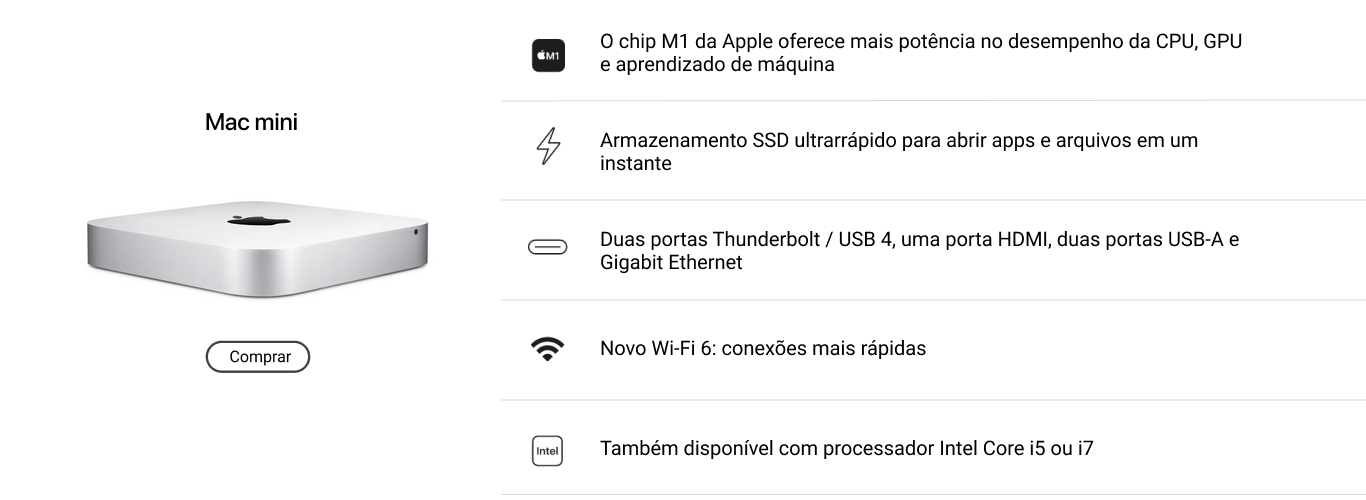 Mac mini
Comprar
M1
O chip M1 da Apple oferece mais potência no desempenho da CPU, GPU
e aprendizado de máquina
Armazenamento SSD ultrarrápido para abrir apps e arquivos em um
instante
Duas portas Thunderbolt / USB 4, uma porta HDMI, duas portas USB-A e
Gigabit Ethernet
Novo Wi-Fi 6: conexões mais rápidas
Intel
Também disponível com processador Intel Core i5 ou i7